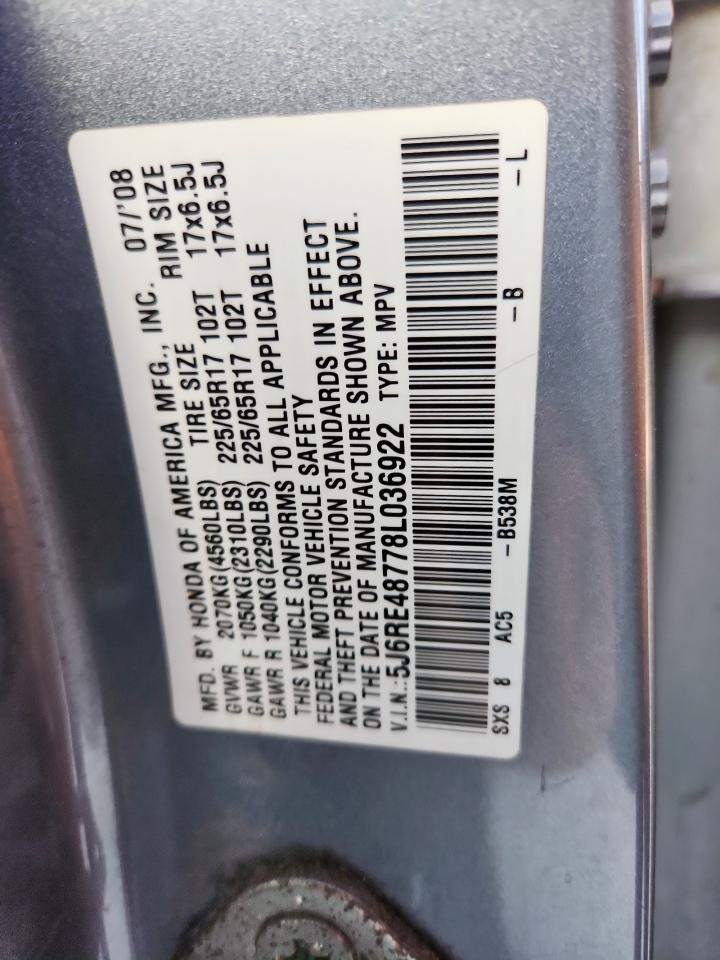 MFD. BY HONDA OF AMERICA MFG., INC. 07/'08
GVWR 2070KG(4560LBS) TIRE SIZE RIM SIZE
GAWR F 1050KG(2310LBS) 225/65R17 102T 17x6.5J
GAWR R 1040KG(2290LBS) 225/65R17 102T 17x6.5J
THIS VEHICLE CONFORMS TO ALL APPLICABLE
FEDERAL MOTOR VEHICLE SAFETY
AND THEFT PREVENTION STANDARDS IN EFFECT
ON THE DATE OF MANUFACTURE SHOWN ABOVE.
V.I.N.:5J6RE48778L036922 TYPE: MPV
SXS 8 AC5 -B538M -B -L